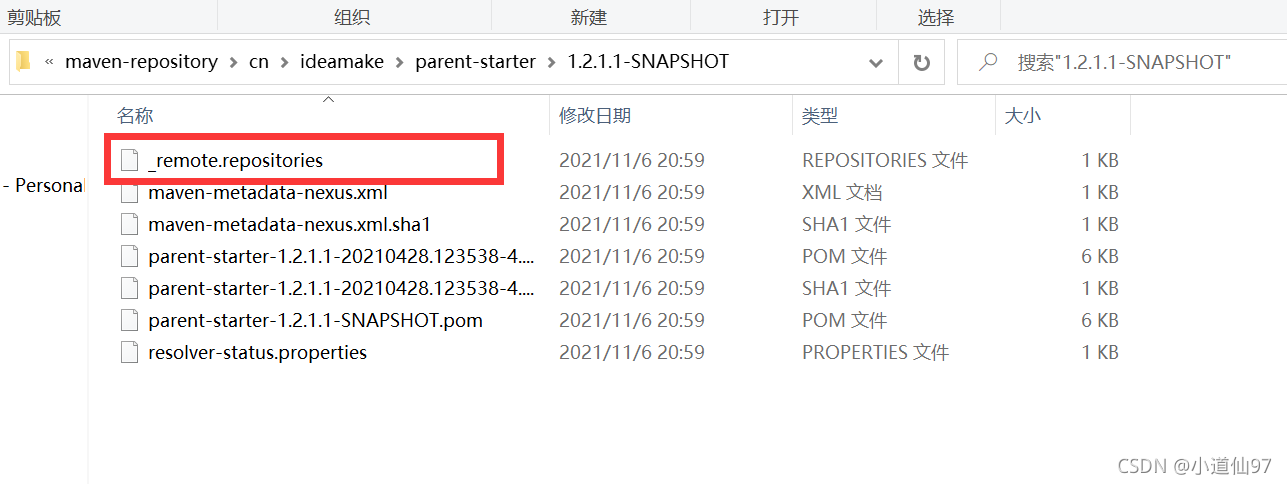 剪贴板 组织 新建 打开 选择
« maven-repository > cn > ideamake > parent-starter > 1.2.1.1-SNAPSHOT 搜索"1.2.1.1-SNAPSHOT"
名称 修改日期 类型 大小
_remote.repositories 2021/11/6 20:59 REPOSITORIES 文件 1 KB
- Personal maven-metadata-nexus.xml 2021/11/6 20:59 XML 文档 1 KB
maven-metadata-nexus.xml.sha1 2021/11/6 20:59 SHA1 文件 1 KB
parent-starter-1.2.1.1-20210428.123538-4.... 2021/11/6 20:59 POM 文件 6 KB
parent-starter-1.2.1.1-20210428.123538-4.... 2021/11/6 20:59 SHA1 文件 1 KB
parent-starter-1.2.1.1-SNAPSHOT.pom 2021/11/6 20:59 POM 文件 6 KB
resolver-status.properties 2021/11/6 20:59 PROPERTIES 文件 1 KB
CSDN @小道仙97